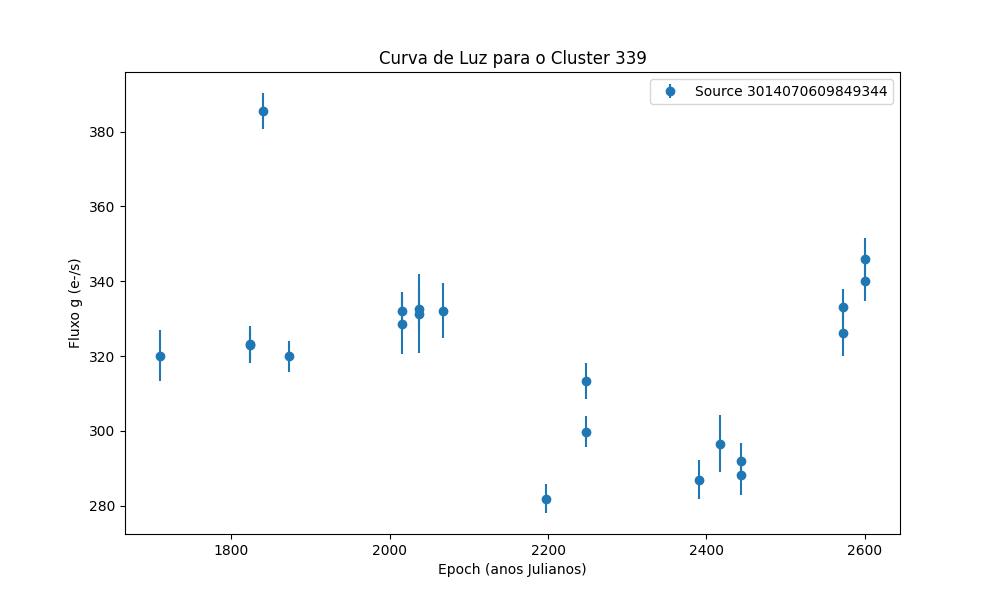 Curva de Luz para o Cluster 339
Source 3014070609849344
Fluxo g (e-/s)
380
360
340
320
300
280
1800
2000
2200
2400
2600
Epoch (anos Julianos)